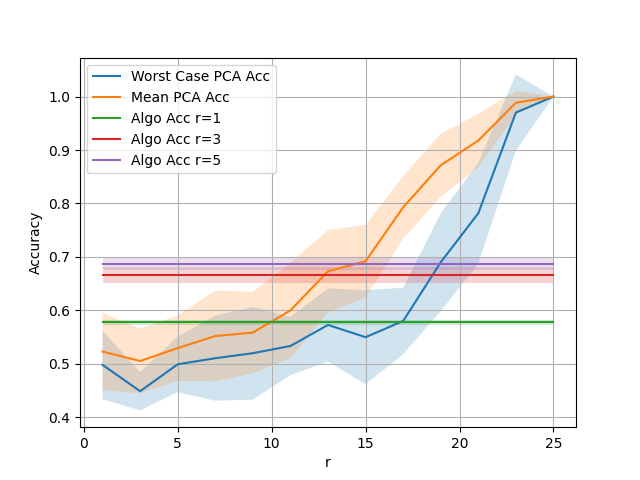 Worst Case PCA Acc
Mean PCA Acc
Algo Acc r=1
Algo Acc r=3
Algo Acc r=5
1.0
0.9
0.8
0.7
0.6
0.5
0.4
Accuracy
0 5 10 15 20 25
r